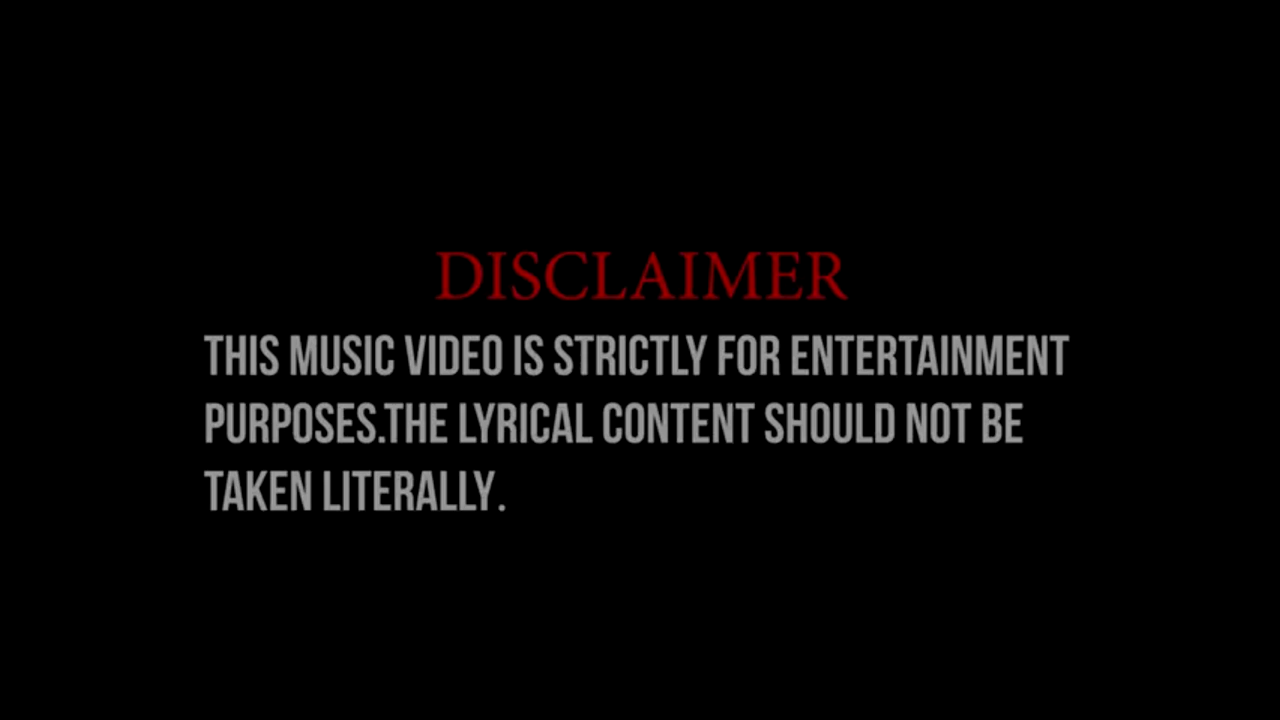 DISCLAIMER
THIS MUSIC VIDEO IS STRICTLY FOR ENTERTAINMENT
PURPOSES.THE LYRICAL CONTENT SHOULD NOT BE
TAKEN LITERALLY.